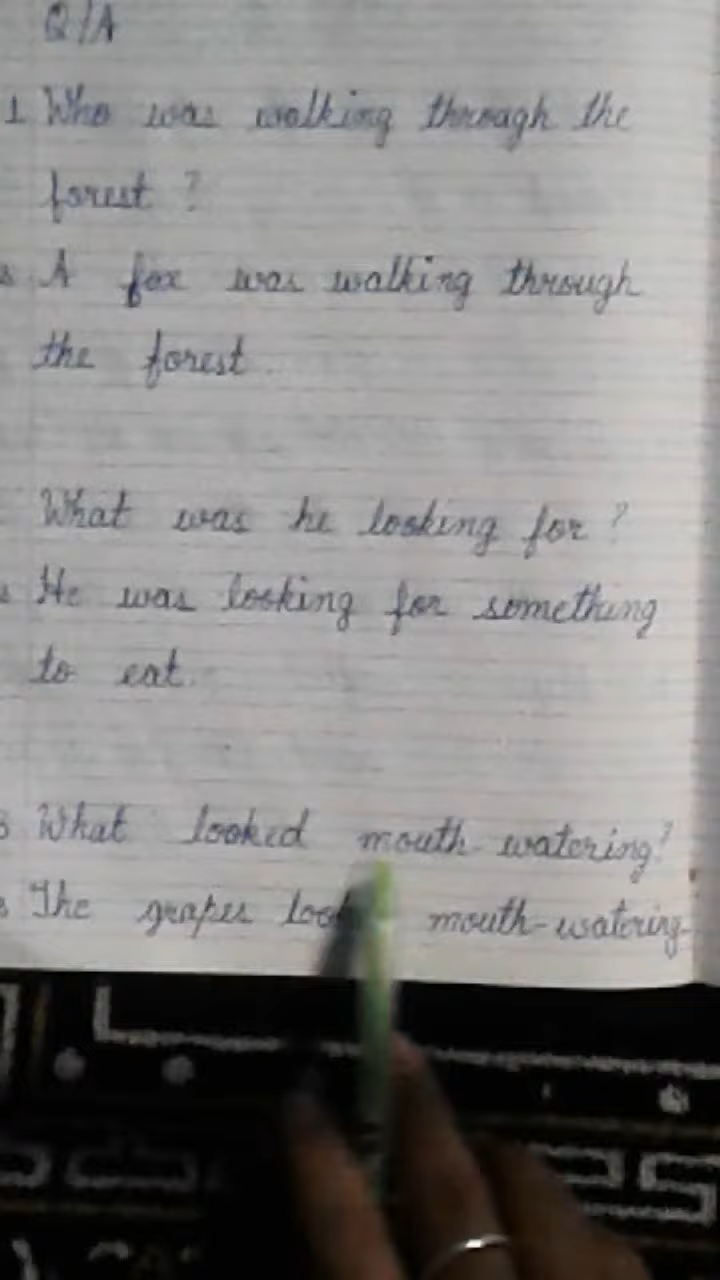 Q/A
1 Who was walking through the
forest ?
A fox was walking through
the forest.
What was he looking for ?
He was looking for something
to eat.
3 What looked mouth-watering?
The grapes mouth-watering